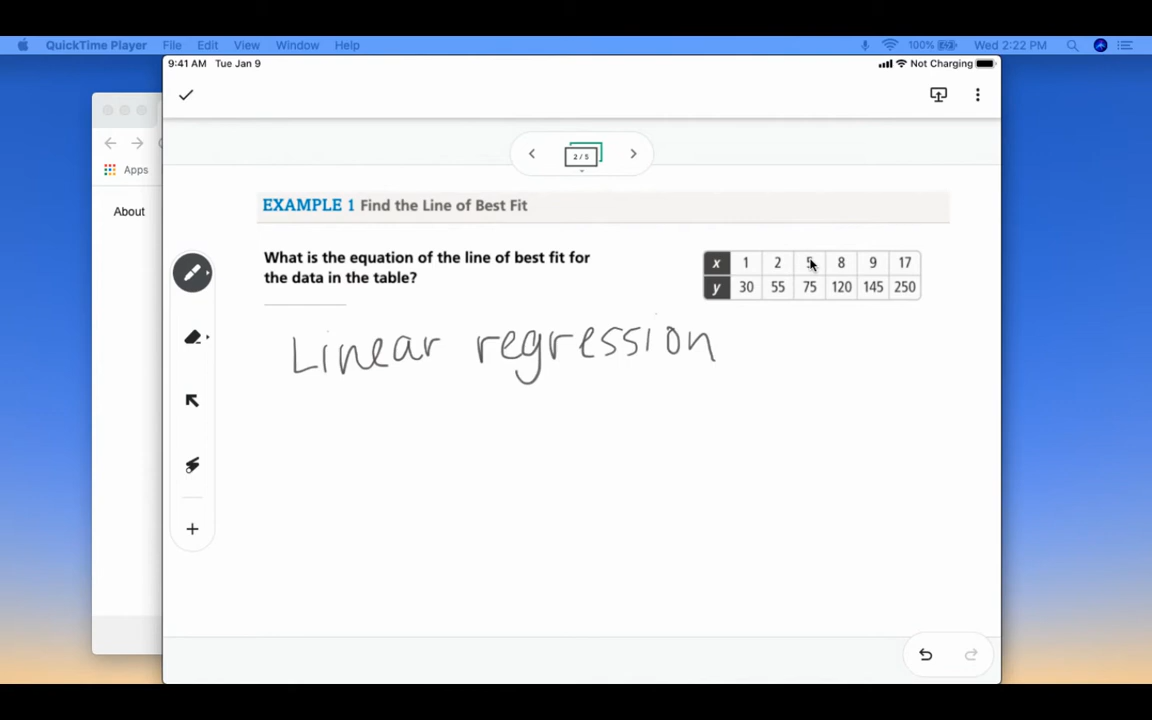 QuickTime Player File Edit View Window Help 100% Wed 2:22 PM
9:41 AM Tue Jan 9 Not Charging
Apps
About
2 / 5
EXAMPLE 1 Find the Line of Best Fit
What is the equation of the line of best fit for
the data in the table?
x 1 2 5 8 9 17
y 30 55 75 120 145 250
Linear regression